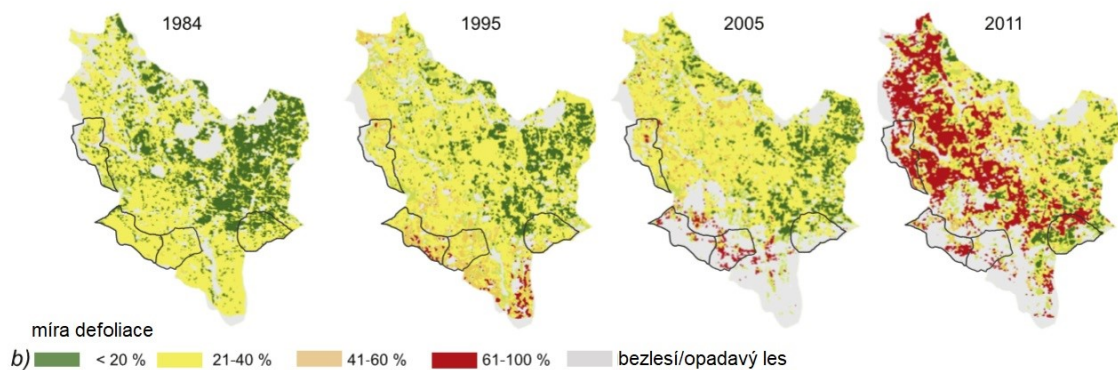 1984 1995 2005 2011
míra defoliace
b) < 20 % 21-40 % 41-60 % 61-100 % bezlesí/opadavý les